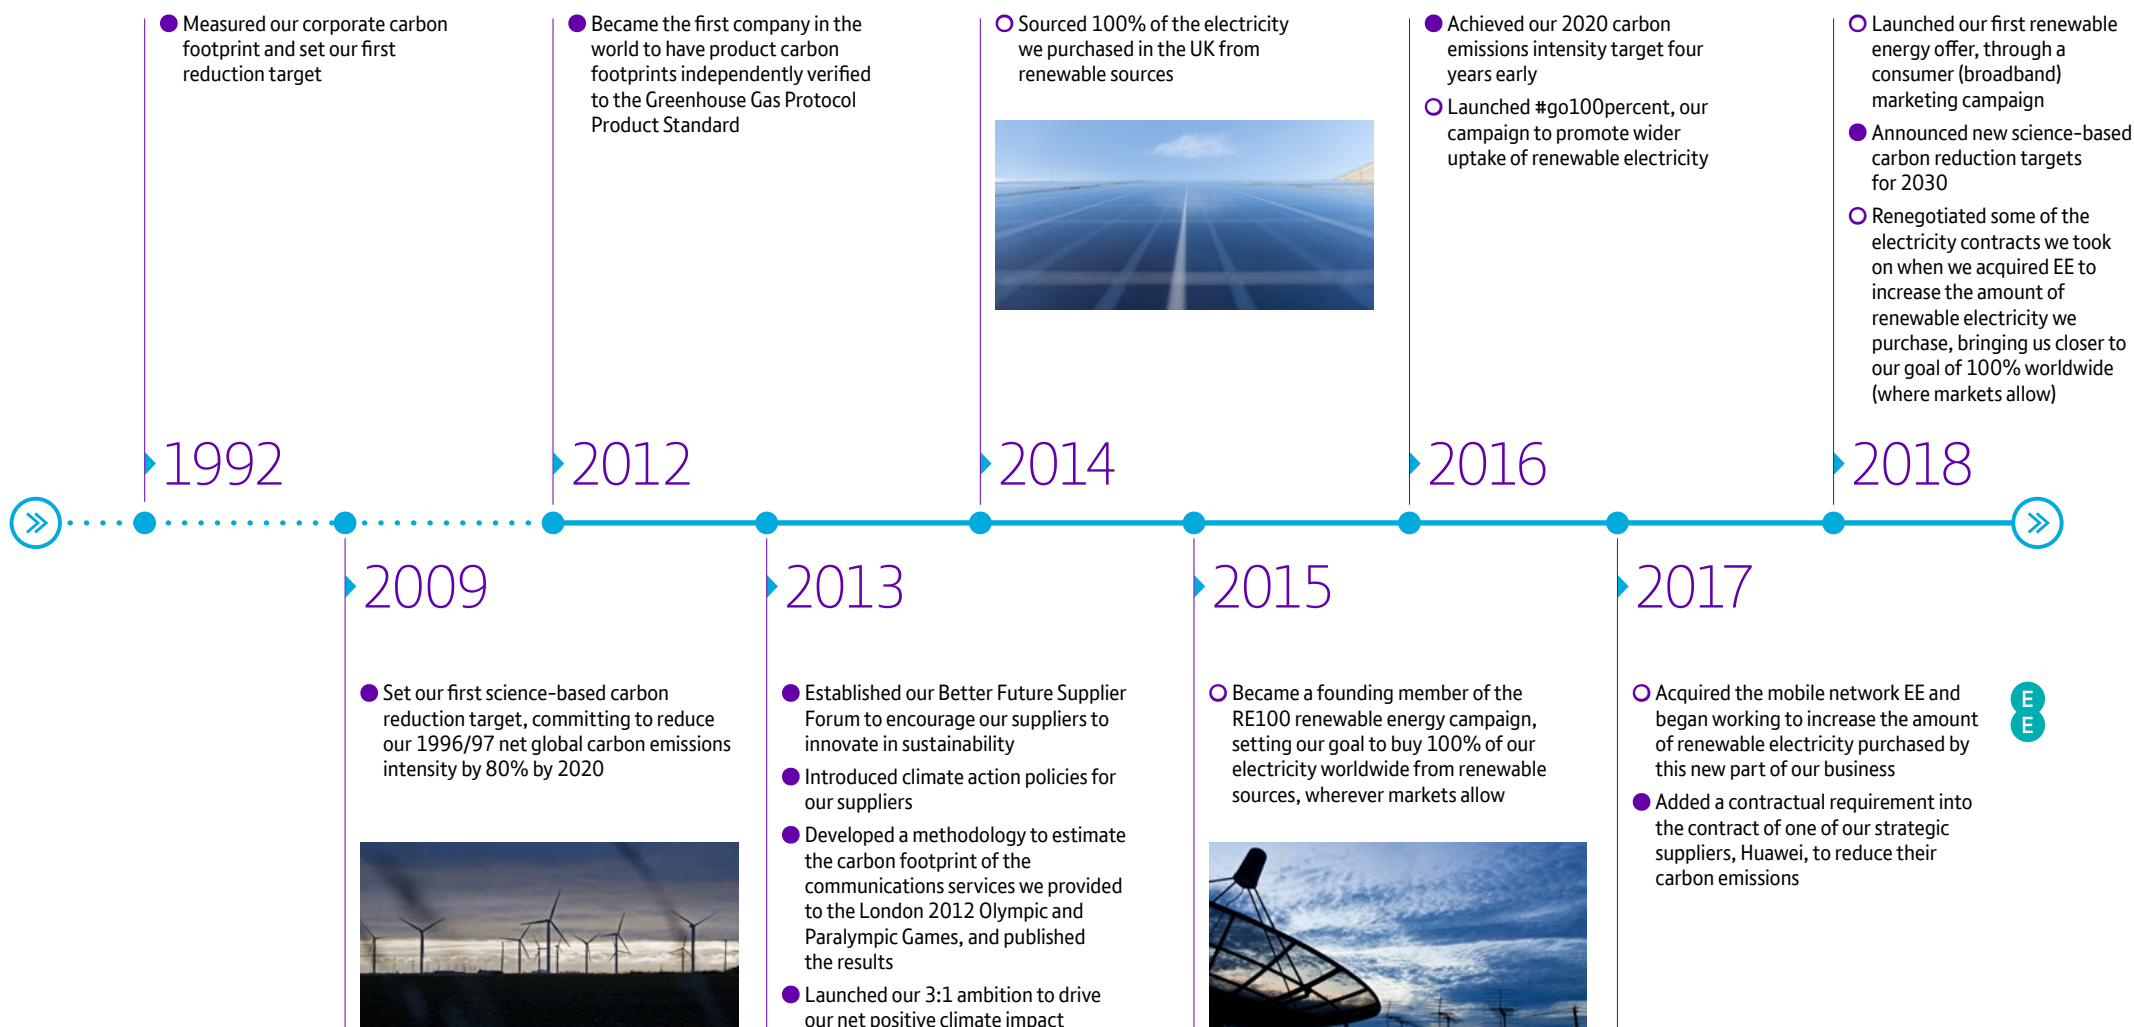 Measured our corporate carbon
footprint and set our first
reduction target
1992
Set our first science-based carbon
reduction target, committing to reduce
our 1996/97 net global carbon emissions
intensity by 80% by 2020
2009
Became the first company in the
world to have product carbon
footprints independently verified
to the Greenhouse Gas Protocol
Product Standard
2012
2013
Established our Better Future Supplier
Forum to encourage our suppliers to
innovate in sustainability
Introduced climate action policies for
our suppliers
Developed a methodology to estimate
the carbon footprint of the
communications services we provided
to the London 2012 Olympic and
Paralympic Games, and published
the results
Launched our 3:1 ambition to drive
our net positive climate impact
Sourced 100% of the electricity
we purchased in the UK from
renewable sources
2014
2015
Became a founding member of the
RE100 renewable energy campaign,
setting our goal to buy 100% of our
electricity worldwide from renewable
sources, wherever markets allow
Achieved our 2020 carbon
emissions intensity target four
years early
Launched #go100percent, our
campaign to promote wider
uptake of renewable electricity
2016
2017
Acquired the mobile network EE and
began working to increase the amount
of renewable electricity purchased by
this new part of our business
E
E
Added a contractual requirement into
the contract of one of our strategic
suppliers, Huawei, to reduce their
carbon emissions
Launched our first renewable
energy offer, through a
consumer (broadband)
marketing campaign
Announced new science-based
carbon reduction targets
for 2030
Renegotiated some of the
electricity contracts we took
on when we acquired EE to
increase the amount of
renewable electricity we
purchase, bringing us closer to
our goal of 100% worldwide
(where markets allow)
2018